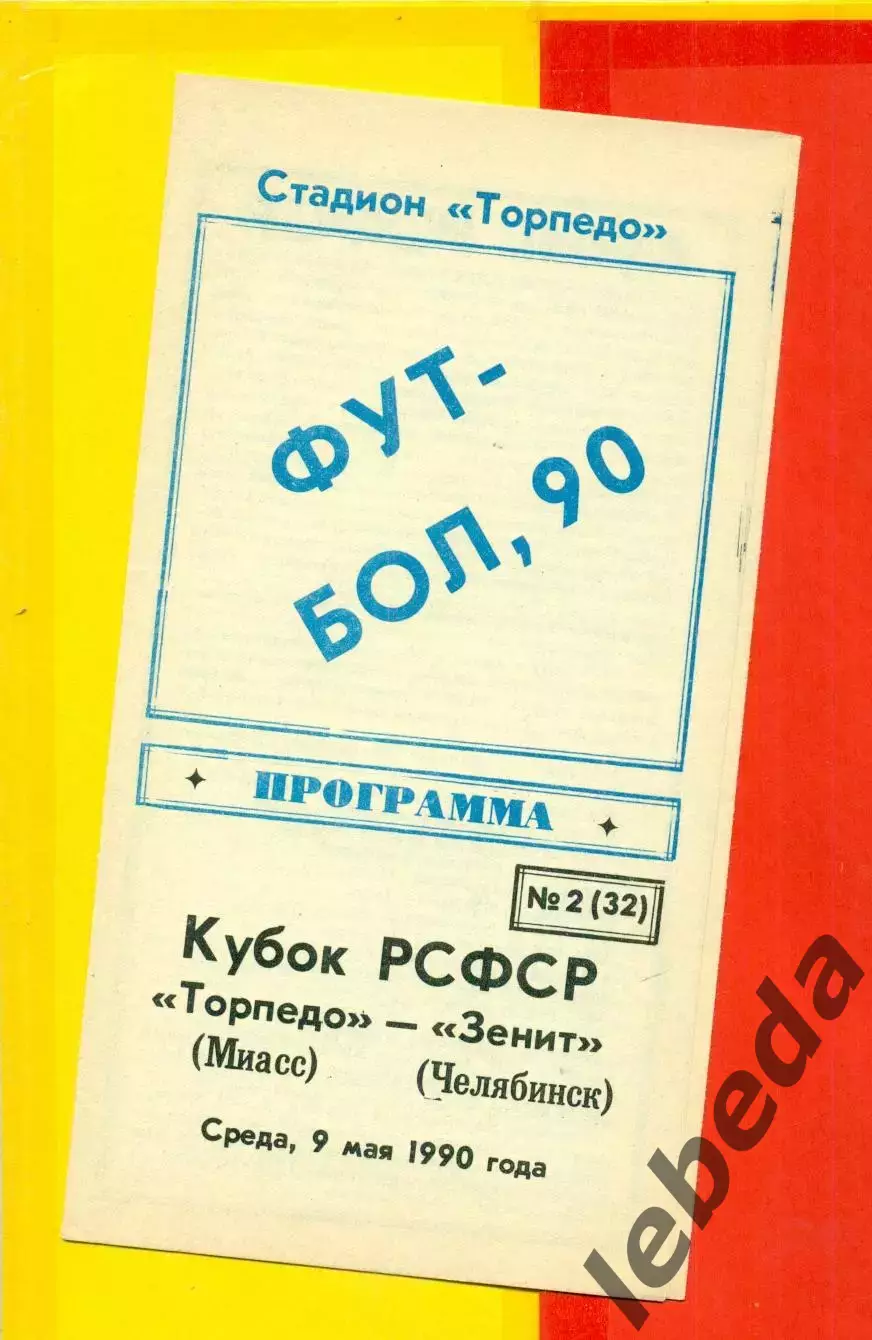 Стадион «Торпедо»
ФУТ-
БОЛ, 90
ПРОГРАММА
№ 2 (32)
Кубок РСФСР
«Торпедо» — «Зенит»
(Миасс) (Челябинск)
Среда, 9 мая 1990 года
lebeda